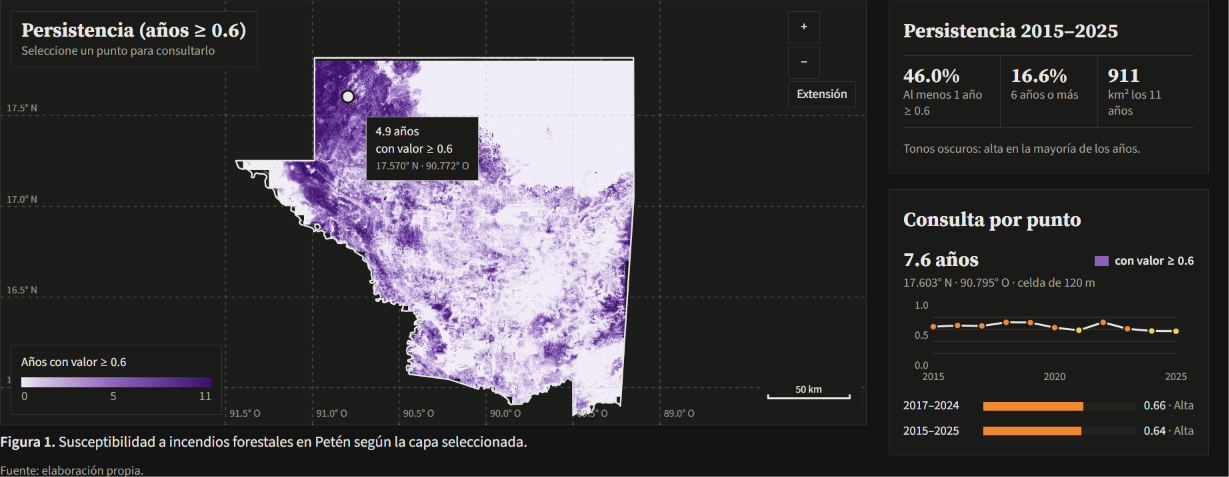 Persistencia (años ≥ 0.6)
Seleccione un punto para consultarlo
+
−
Extensión
17.5° N
17.0° N
16.5° N
1
4.9 años
con valor ≥ 0.6
17.570° N · 90.772° O
Años con valor ≥ 0.6
0
5
11
91.5° O
91.0° O
90.5° O
90.0° O
89.0° O
50 km
Figura 1. Susceptibilidad a incendios forestales en Petén según la capa seleccionada.
Fuente: elaboración propia.
Persistencia 2015–2025
46.0%
Al menos 1 año
≥ 0.6
16.6%
6 años o más
911
km² los 11
años
Tonos oscuros: alta en la mayoría de los años.
Consulta por punto
7.6 años
con valor ≥ 0.6
17.603° N · 90.795° O · celda de 120 m
1.0
0.5
0.0
2015
2020
2025
2017–2024
0.66 · Alta
2015–2025
0.64 · Alta